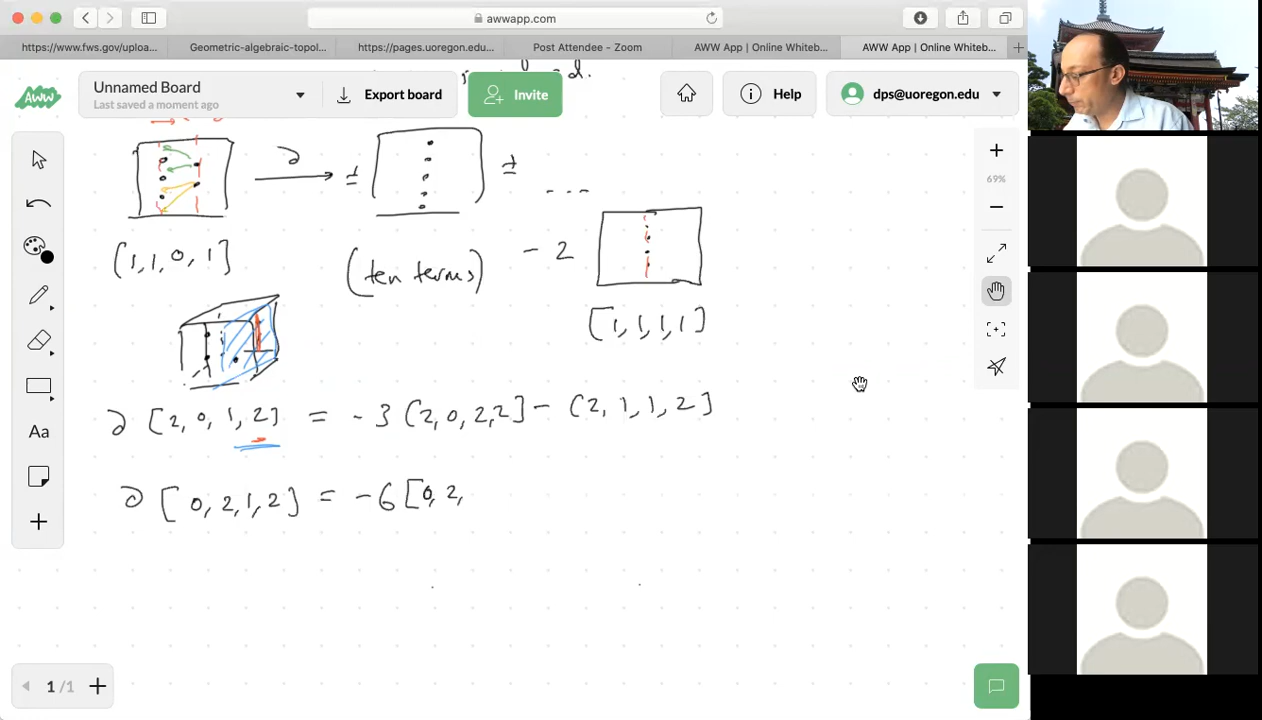 awwapp.com
https://www.fws.gov/uploa...
Geometric-algebraic-topol...
https://pages.uoregon.edu...
Post Attendee - Zoom
AWW App | Online Whiteb...
AWW App | Online Whiteb...
Unnamed Board
Last saved a moment ago
Export board
Invite
Help
dps@uoregon.edu
69%
∂
± ± ...
- 2
[1,1,0,1]
(ten terms)
[1,1,1,1]
∂ [2,0,1,2] = -3 [2,0,2,2] - [2,1,1,2]
∂ [0,2,1,2] = -6 [0,2,
Aa
1 /1